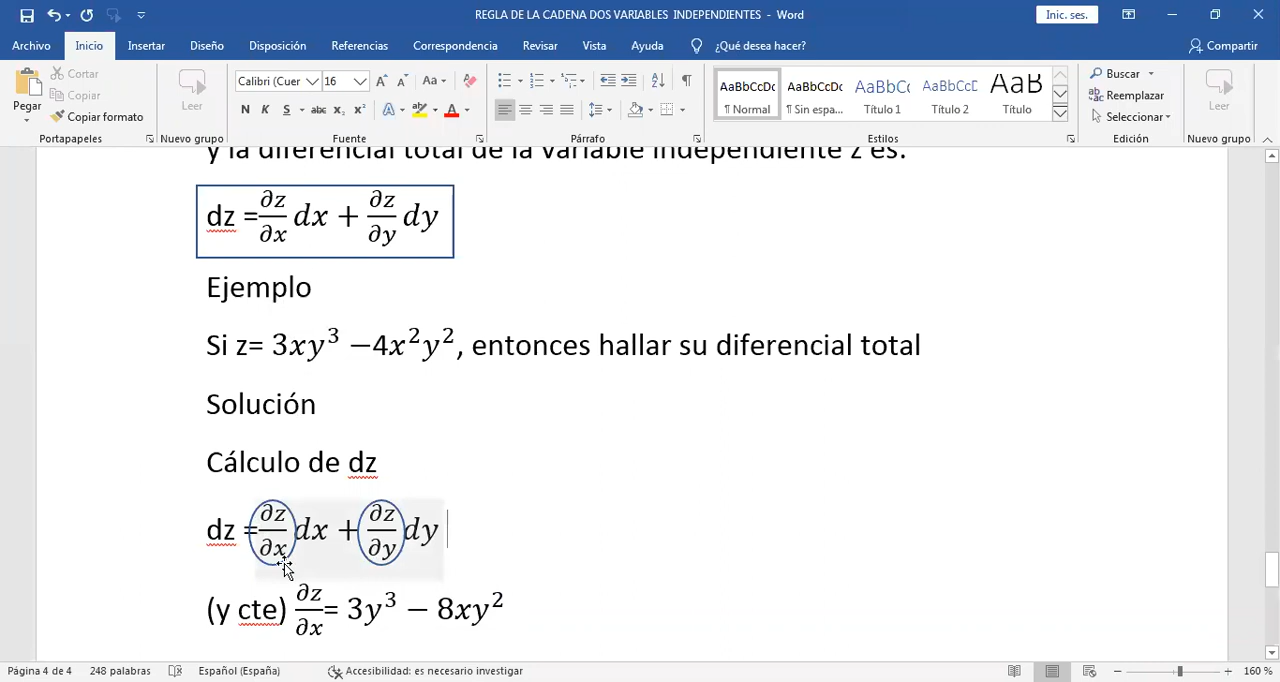 REGLA DE LA CADENA DOS VARIABLES INDEPENDIENTES - Word
Inic. ses.
Archivo Inicio Insertar Diseño Disposición Referencias Correspondencia Revisar Vista Ayuda ¿Qué desea hacer? Compartir
Pegar
Cortar
Copiar
Copiar formato
Portapapeles
Leer
Nuevo grupo
Calibri (Cuer 16 A A Aa
N K S abc x₂ x² A A
Fuente
Párrafo
AaBbCcDc
¶ Normal
AaBbCcDc
¶ Sin espa...
AaBbCc
Título 1
AaBbCcD
Título 2
AaB
Título
Estilos
Buscar
Reemplazar
Seleccionar
Edición
Leer
Nuevo grupo
y la diferencial total de la variable independiente z es:
dz =∂z/∂x dx + ∂z/∂y dy
Ejemplo
Si z= 3xy³ −4x²y², entonces hallar su diferencial total
Solución
Cálculo de dz
dz =∂z/∂x dx + ∂z/∂y dy
(y cte) ∂z/∂x= 3y³ − 8xy²
Página 4 de 4 248 palabras Español (España) Accesibilidad: es necesario investigar 160 %